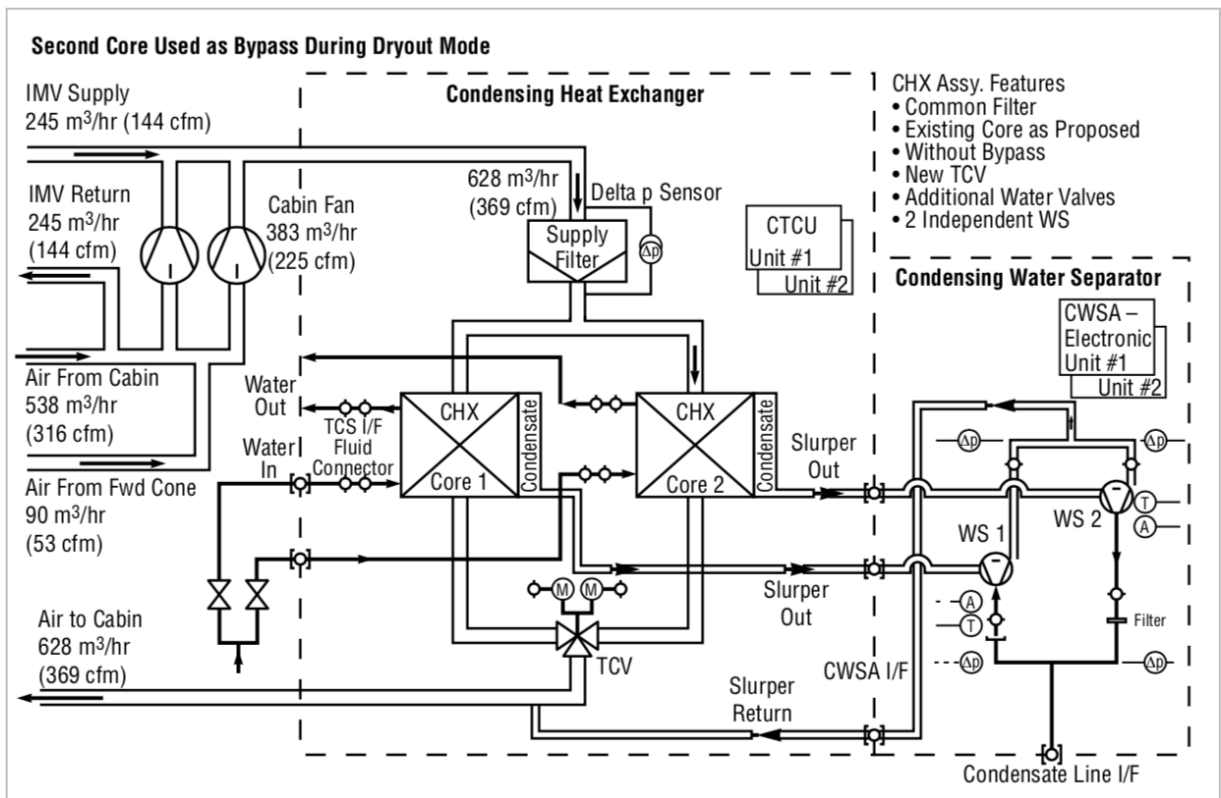 Second Core Used as Bypass During Dryout Mode
IMV Supply
245 m³/hr (144 cfm)
IMV Return
245 m³/hr
(144 cfm)
Cabin Fan
383 m³/hr
(225 cfm)
Air From Cabin
538 m³/hr
(316 cfm)
Air From Fwd Cone
90 m³/hr
(53 cfm)
Air to Cabin
628 m³/hr
(369 cfm)
Condensing Heat Exchanger
628 m³/hr
(369 cfm)
Delta p Sensor
Supply
Filter
Δp
CTCU
Unit #1
Unit #2
Water
Out
TCS I/F
Fluid
Connector
Water
In
CHX
Core 1
Condensate
CHX
Core 2
Condensate
Slurper
Out
Slurper
Out
M
M
TCV
Slurper
Return
CWSA I/F
CHX Assy. Features
• Common Filter
• Existing Core as Proposed
• Without Bypass
• New TCV
• Additional Water Valves
• 2 Independent WS
Condensing Water Separator
CWSA –
Electronic
Unit #1
Unit #2
Δp
Δp
WS 2
T
A
WS 1
A
T
Filter
Δp
Δp
Condensate Line I/F